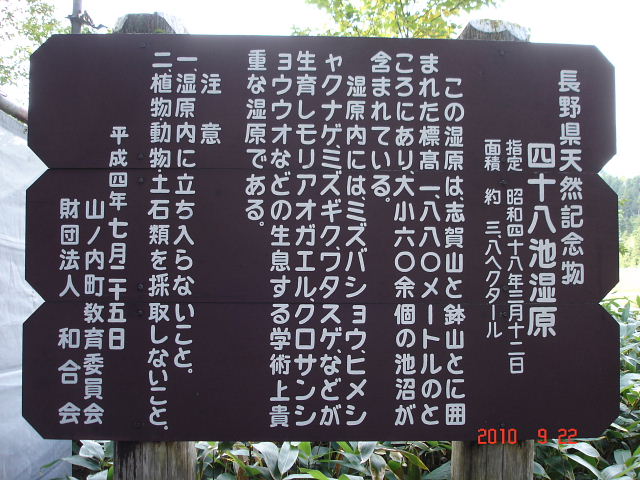 長野県天然記念物
四十八池湿原
指定 昭和四十八年三月十二日
面積 約 三.八ヘクタール
この湿原は、志賀山と鉢山とに囲
まれた標高一、八八〇メートルのと
ころにあり、大小六〇余個の池沼が
含まれている。
湿原内にはミズバショウ、ヒメシ
ャクナゲ、ミズギク、ワタスゲ、などが
生育しモリアオガエル、クロサンシ
ョウウオなどの生息する学術上貴
重な湿原である。
注意
一、湿原内に立ち入らないこと。
二、植物動物・土石類を採取しないこと。
平成四年七月二十五日
山ノ内町教育委員会
財団法人 和合会
2010 9 22